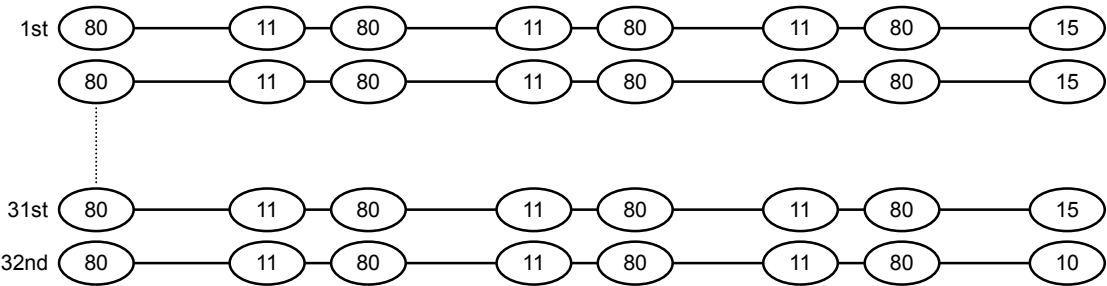 1st 80 11 80 11 80 11 80 15
80 11 80 11 80 11 80 15
31st 80 11 80 11 80 11 80 15
32nd 80 11 80 11 80 11 80 10